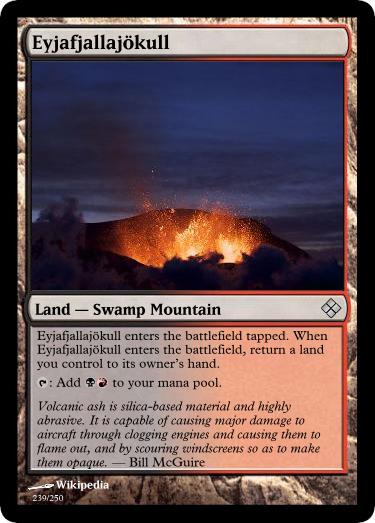 Eyjafjallajökull
Land — Swamp Mountain
Eyjafjallajökull enters the battlefield tapped. When
Eyjafjallajökull enters the battlefield, return a land
you control to its owner's hand.
: Add to your mana pool.
Volcanic ash is silica-based material and highly
abrasive. It is capable of causing major damage to
aircraft through clogging engines and causing them to
flame out, and by scouring windscreens so as to make
them opaque. — Bill McGuire
Wikipedia
239/250